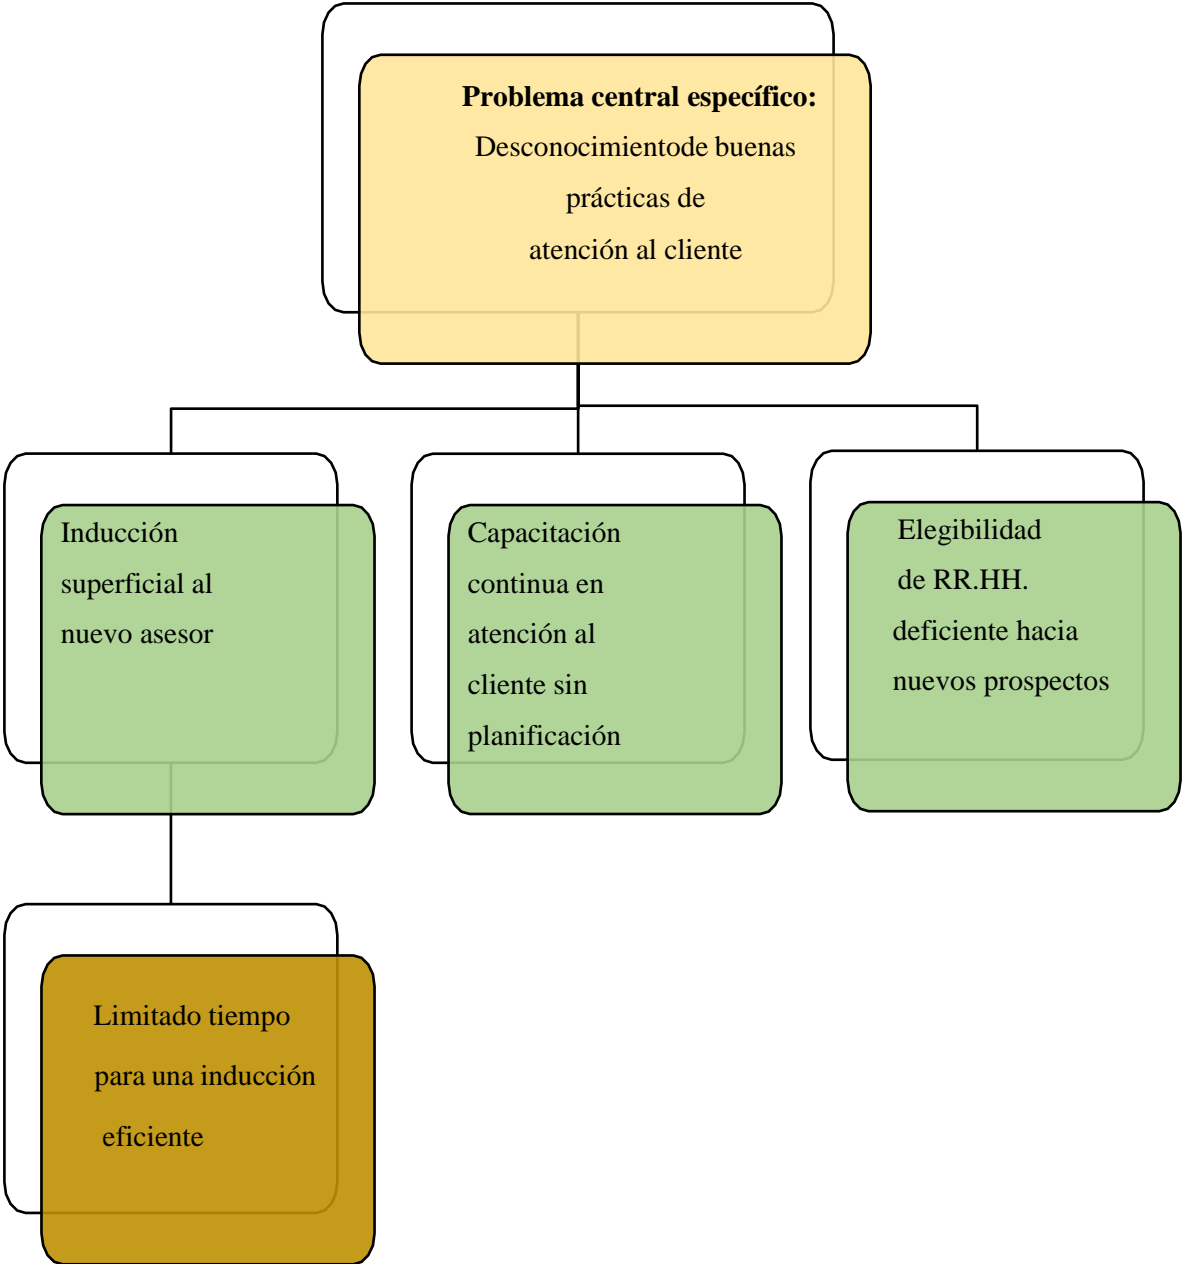 Problema central específico:
Desconocimientode buenas
prácticas de
atención al cliente
Inducción
superficial al
nuevo asesor
Capacitación
continua en
atención al
cliente sin
planificación
Elegibilidad
de RR.HH.
deficiente hacia
nuevos prospectos
Limitado tiempo
para una inducción
eficiente